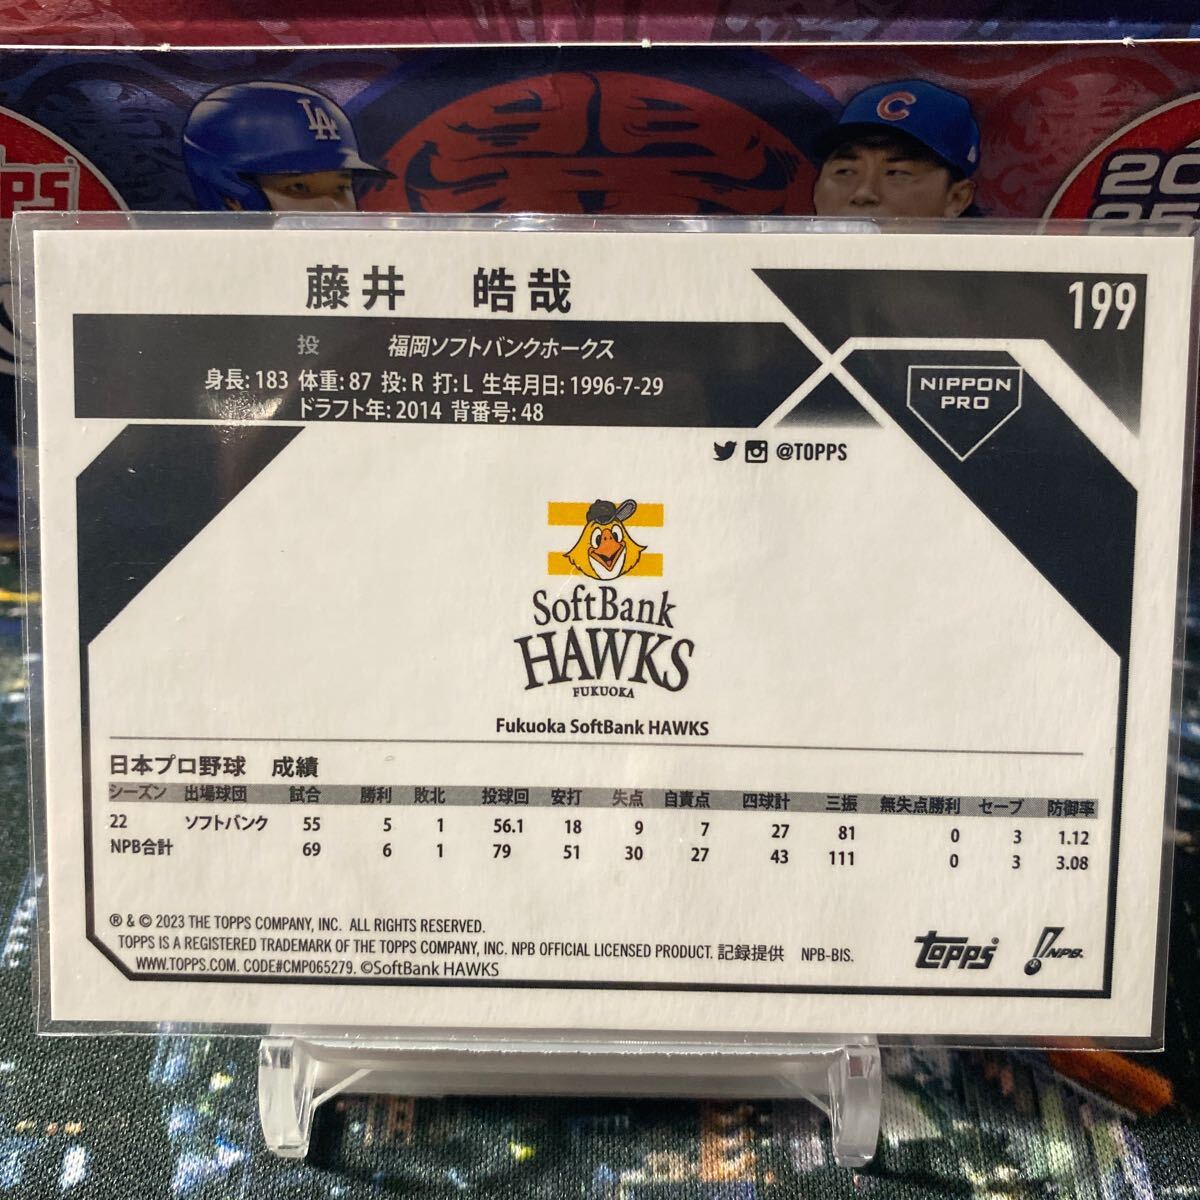 LA
C
20
25
藤井 皓哉
199
投 福岡ソフトバンクホークス
身長: 183 体重: 87 投: R 打: L 生年月日: 1996-7-29
ドラフト年: 2014 背番号: 48
NIPPON
PRO
@TOPPS
SoftBank
HAWKS
FUKUOKA
Fukuoka SoftBank HAWKS
日本プロ野球 成績
シーズン 出場球団 試合 勝利 敗北 投球回 安打 失点 自責点 四球計 三振 無失点勝利 セーブ 防御率
22 ソフトバンク 55 5 1 56.1 18 9 7 27 81 0 3 1.12
NPB合計 69 6 1 79 51 30 27 43 111 0 3 3.08
® & © 2023 THE TOPPS COMPANY, INC. ALL RIGHTS RESERVED.
TOPPS IS A REGISTERED TRADEMARK OF THE TOPPS COMPANY, INC. NPB OFFICIAL LICENSED PRODUCT. 記録提供 NPB-BIS.
WWW.TOPPS.COM. CODE#CMP065279. ©SoftBank HAWKS
Topps
NPB.